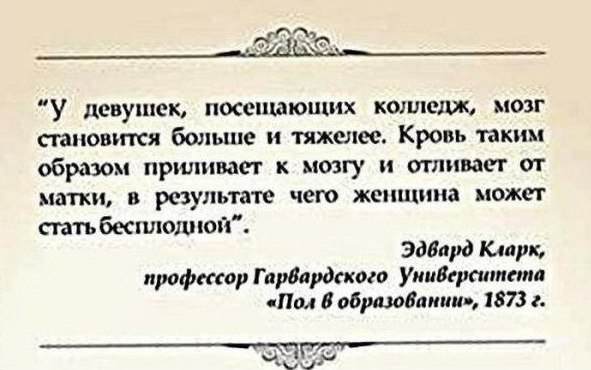 “У девушек, посещающих колледж, мозг
становится больше и тяжелее. Кровь таким
образом приливает к мозгу и отливает от
матки, в результате чего женщина может
стать бесплодной”.
Эдвард Кларк,
профессор Гарвардского Университета
«Пол в образовании», 1873 г.